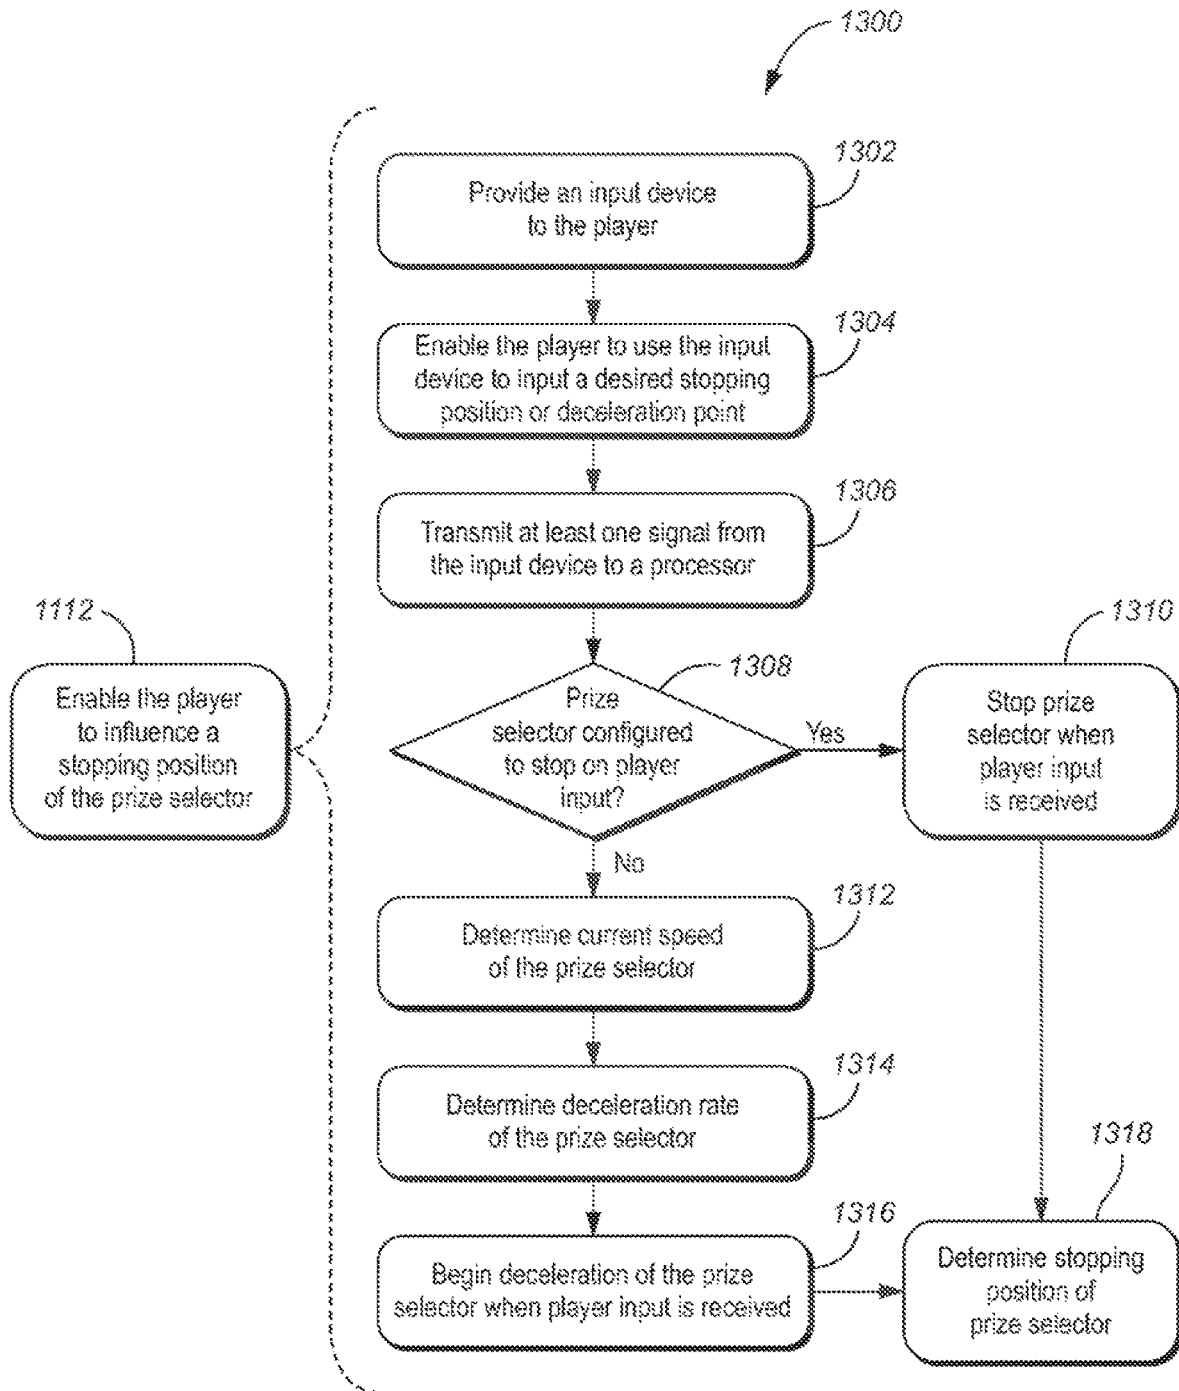 1300
1302
Provide an input device
to the player
1304
Enable the player to use the input
device to input a desired stopping
position or deceleration point
1306
Transmit at least one signal from
the input device to a processor
1112
Enable the player
to influence a
stopping position
of the prize selector
1308
Prize
selector configured
to stop on player
input?
Yes
1310
Stop prize
selector when
player input
is received
No
1312
Determine current speed
of the prize selector
1314
Determine deceleration rate
of the prize selector
1316
Begin deceleration of the prize
selector when player input is received
1318
Determine stopping
position of
prize selector